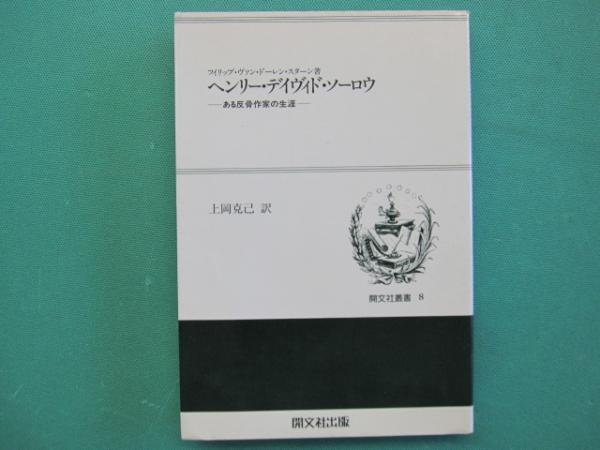 フイリップ・ヴァン・ドーレン・スターン著
ヘンリー・デイヴィド・ソーロウ
──ある反骨作家の生涯──
上岡克己 訳
開文社叢書 8
開文社出版